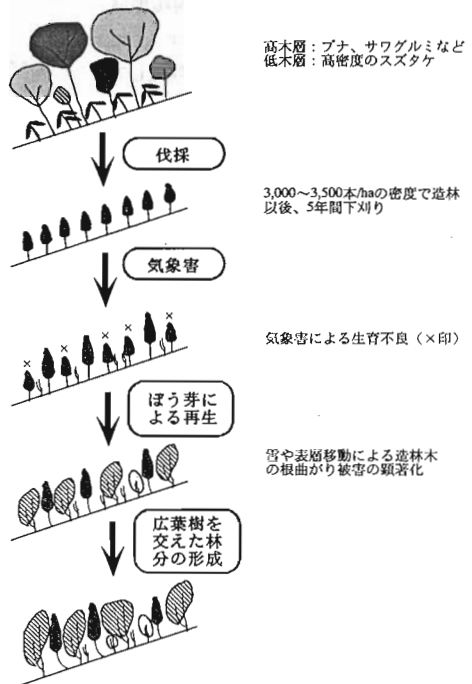 高木層：ブナ、サワグルミなど
低木層：高密度のスズタケ
伐採
3,000〜3,500本/haの密度で造林
以後、5年間下刈り
気象害
× × × × ×
気象害による生育不良（×印）
ぼう芽に
よる再生
雪や表層移動による造林木
の根曲がり被害の顕著化
広葉樹を
交えた林
分の形成